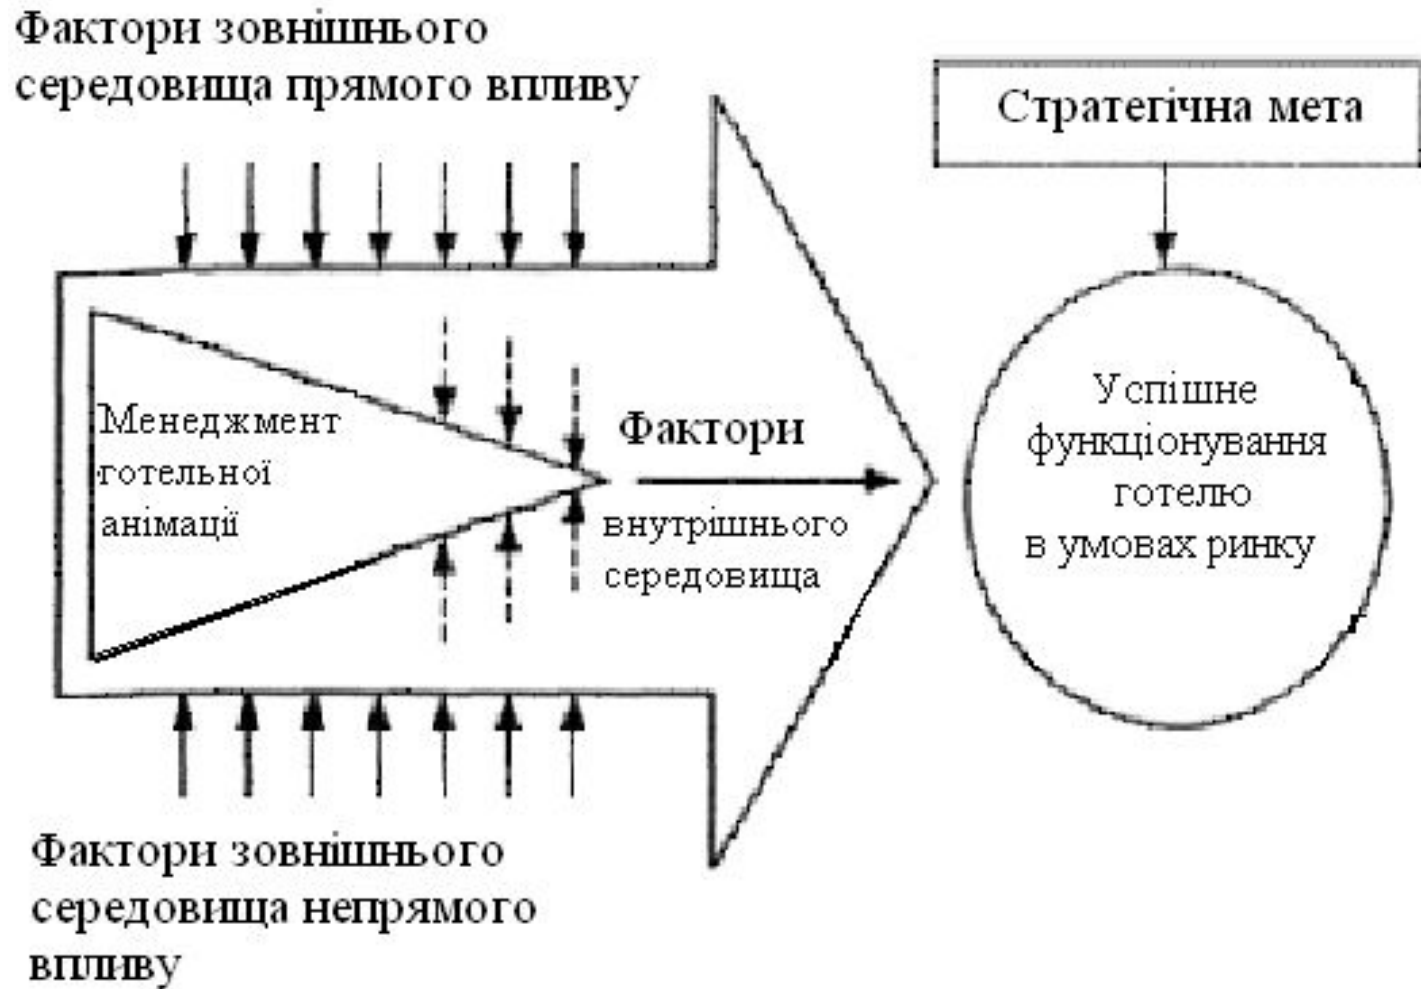 Фактори зовнішнього
середовища прямого впливу
Стратегічна мета
Менеджмент
готельної
анімації
Фактори
внутрішнього
середовища
Успішне
функціонування
готелю
в умовах ринку
Фактори зовнішнього
середовища непрямого
впливу